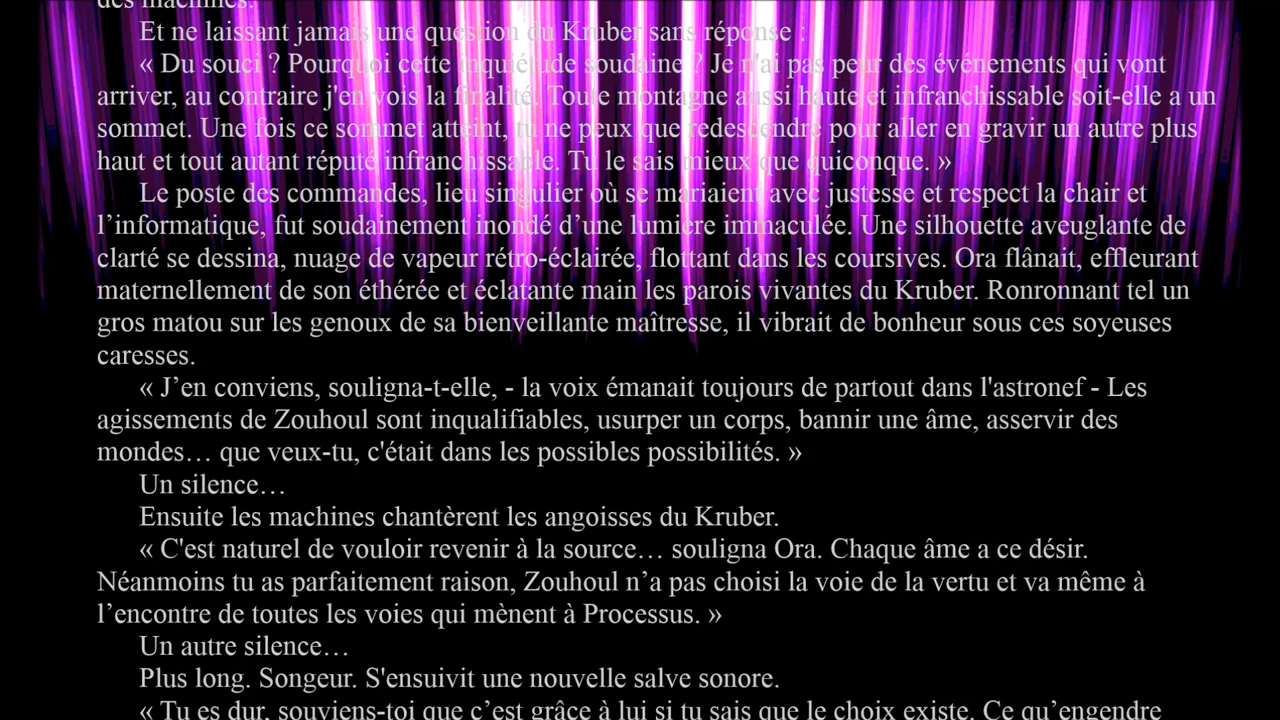 des machines.
Et ne laissant jamais une question du Kruber sans réponse :
« Du souci ? Pourquoi cette inquiétude soudaine ? Je n'ai pas peur des événements qui vont
arriver, au contraire j'en vois la finalité. Toute montagne aussi haute et infranchissable soit-elle a un
sommet. Une fois ce sommet atteint, tu ne peux que redescendre pour aller en gravir un autre plus
haut et tout autant réputé infranchissable. Tu le sais mieux que quiconque. »
Le poste des commandes, lieu singulier où se mariaient avec justesse et respect la chair et
l’informatique, fut soudainement inondé d’une lumière immaculée. Une silhouette aveuglante de
clarté se dessina, nuage de vapeur rétro-éclairée, flottant dans les coursives. Ora flânait, effleurant
maternellement de son éthérée et éclatante main les parois vivantes du Kruber. Ronronnant tel un
gros matou sur les genoux de sa bienveillante maîtresse, il vibrait de bonheur sous ces soyeuses
caresses.
« J’en conviens, souligna-t-elle, - la voix émanait toujours de partout dans l'astronef - Les
agissements de Zouhoul sont inqualifiables, usurper un corps, bannir une âme, asservir des
mondes… que veux-tu, c'était dans les possibles possibilités. »
Un silence…
Ensuite les machines chantèrent les angoisses du Kruber.
« C'est naturel de vouloir revenir à la source… souligna Ora. Chaque âme a ce désir.
Néanmoins tu as parfaitement raison, Zouhoul n’a pas choisi la voie de la vertu et va même à
l’encontre de toutes les voies qui mènent à Processus. »
Un autre silence…
Plus long. Songeur. S'ensuivit une nouvelle salve sonore.
« Tu es dur, souviens-toi que c’est grâce à lui si tu sais que le choix existe. Ce qu’engendre